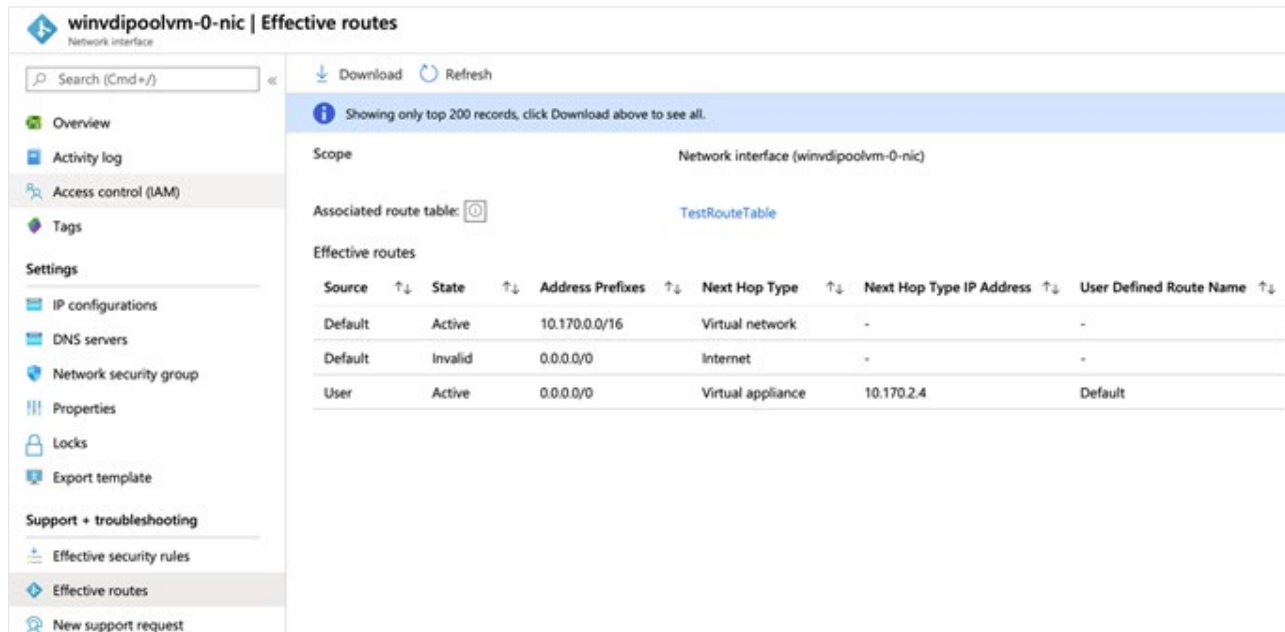 winvdipoolvm-0-nic | Effective routes
Network interface
Search (Cmd+/)
«
Overview
Activity log
Access control (IAM)
Tags
Settings
IP configurations
DNS servers
Network security group
Properties
Locks
Export template
Support + troubleshooting
Effective security rules
Effective routes
New support request
Download Refresh
Showing only top 200 records, click Download above to see all.
Scope Network interface (winvdipoolvm-0-nic)
Associated route table: TestRouteTable
Effective routes
Source ↑↓ State ↑↓ Address Prefixes ↑↓ Next Hop Type ↑↓ Next Hop Type IP Address ↑↓ User Defined Route Name ↑↓
Default Active 10.170.0.0/16 Virtual network - -
Default Invalid 0.0.0.0/0 Internet - -
User Active 0.0.0.0/0 Virtual appliance 10.170.2.4 Default